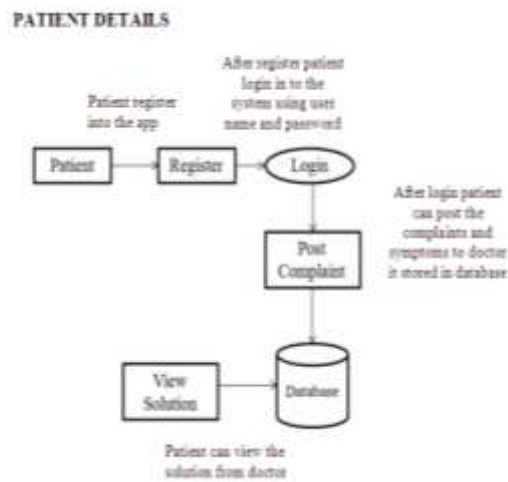 PATIENT DETAILS
After register patient
login in to the
system using user
name and password
Patient register
into the app
Patient
Register
Login
After login patient
can post the
complaints and
symptoms to doctor
it stored in database
Post
Complaint
View
Solution
Database
Patient can view the
solution from doctor